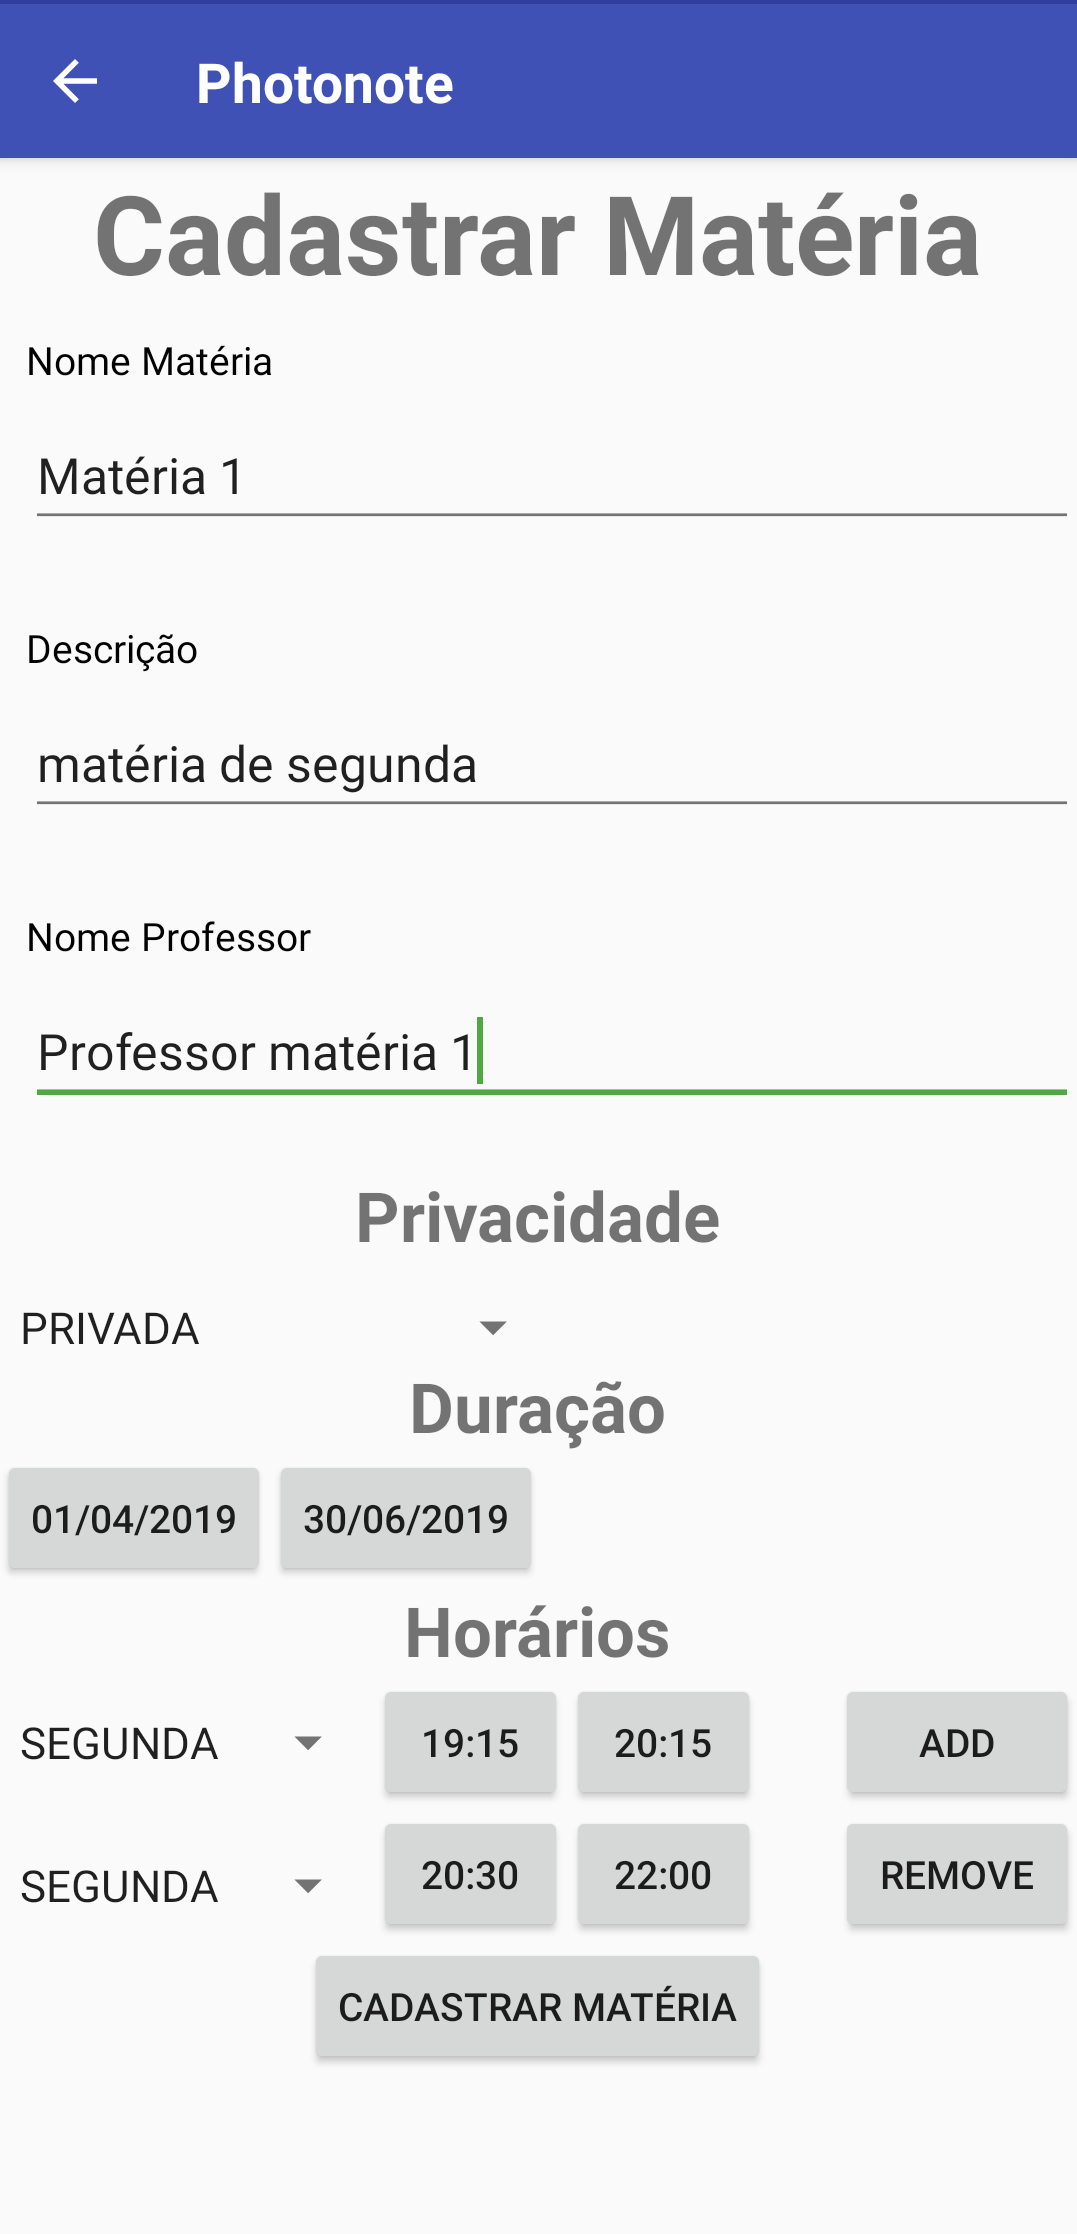 Photonote
Cadastrar Matéria
Nome Matéria
Matéria 1
Descrição
matéria de segunda
Nome Professor
Professor matéria 1
Privacidade
PRIVADA
Duração
01/04/2019 30/06/2019
Horários
SEGUNDA 19:15 20:15 ADD
SEGUNDA 20:30 22:00 REMOVE
CADASTRAR MATÉRIA